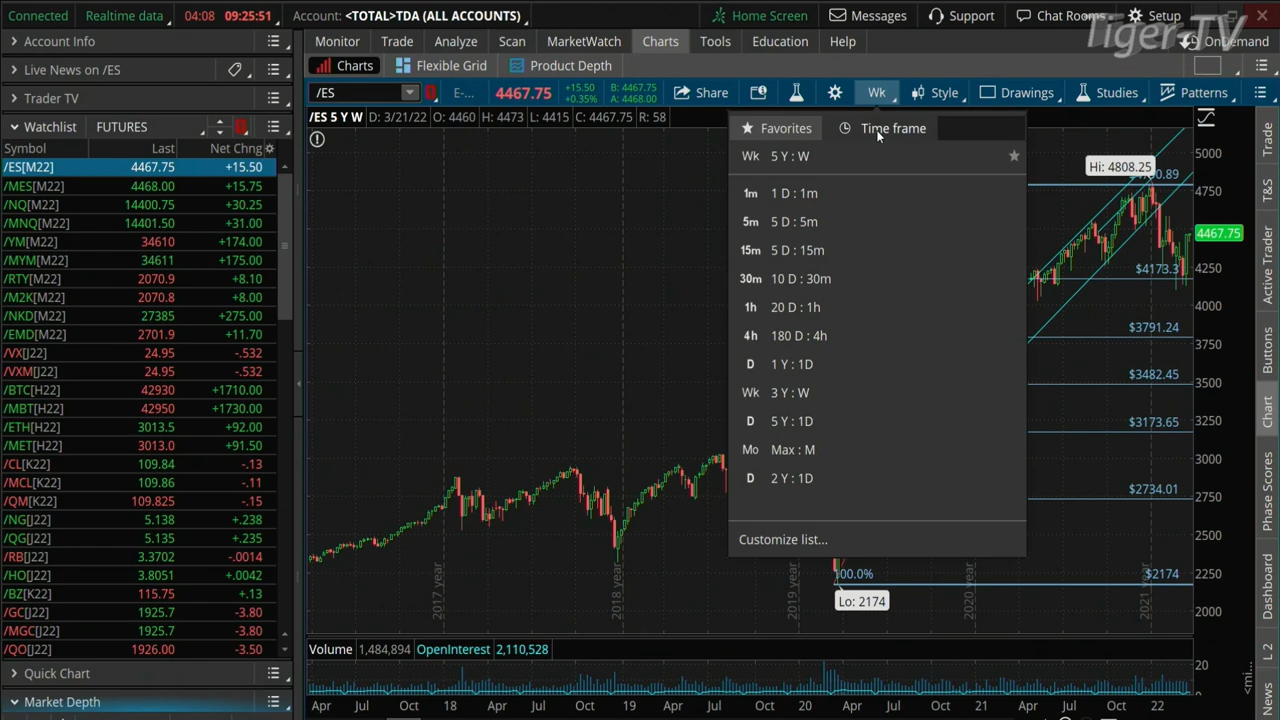 Connected Realtime data 04:08 09:25:51 Account: <TOTAL>TDA (ALL ACCOUNTS) Home Screen Messages Support Chat Rooms Setup
Tiger TV
OnDemand
Account Info
Live News on /ES
Trader TV
Watchlist FUTURES
Symbol Last Net Chng
/ES[M22] 4467.75 +15.50
/MES[M22] 4468.00 +15.75
/NQ[M22] 14400.75 +30.25
/MNQ[M22] 14401.50 +31.00
/YM[M22] 34610 +174.00
/MYM[M22] 34611 +175.00
/RTY[M22] 2070.9 +8.10
/M2K[M22] 2070.8 +8.00
/NKD[M22] 27385 +275.00
/EMD[M22] 2701.9 +11.70
/VX[J22] 24.95 -.532
/VXM[J22] 24.95 -.532
/BTC[H22] 42930 +1710.00
/MBT[H22] 42950 +1730.00
/ETH[H22] 3013.5 +92.00
/MET[H22] 3013.0 +91.50
/CL[K22] 109.84 -.13
/MCL[K22] 109.86 -.11
/QM[K22] 109.825 -.15
/NG[J22] 5.138 +.238
/QG[J22] 5.138 +.235
/RB[J22] 3.3702 -.0014
/HO[J22] 3.8051 +.0042
/BZ[K22] 115.75 +.13
/GC[J22] 1925.7 -3.80
/MGC[J22] 1925.7 -3.80
/QO[J22] 1926.00 -3.50
Quick Chart
Market Depth
Monitor Trade Analyze Scan MarketWatch Charts Tools Education Help
Charts Flexible Grid Product Depth
/ES E-... 4467.75 +15.50 B: 4467.75
+0.35% A: 4468.00
Share Wk Style Drawings Studies Patterns
/ES 5 Y W D: 3/21/22 O: 4460 H: 4473 L: 4415 C: 4467.75 R: 58
Favorites Time frame
Wk 5 Y : W
1m 1 D : 1m
5m 5 D : 5m
15m 5 D : 15m
30m 10 D : 30m
1h 20 D : 1h
4h 180 D : 4h
D 1 Y : 1D
Wk 3 Y : W
D 5 Y : 1D
Mo Max : M
D 2 Y : 1D
Customize list...
Hi: 4808.25
$4173.3
$3791.24
$3482.45
$3173.65
$2734.01
$2174
Lo: 2174
5000
4750
4467.75
4250
4000
3750
3500
3250
3000
2750
2500
2250
2000
2017 year
2018 year
2019 year
2020 year
2021 year
Volume 1,484,894 OpenInterest 2,110,528
20
Apr Jul Oct 18 Apr Jul Oct 19 Apr Jul Oct 20 Apr Jul Oct 21 Apr Jul Oct 22
Trade
T&S
Active Trader
Buttons
Chart
Phase Scores
Dashboard
L 2
News